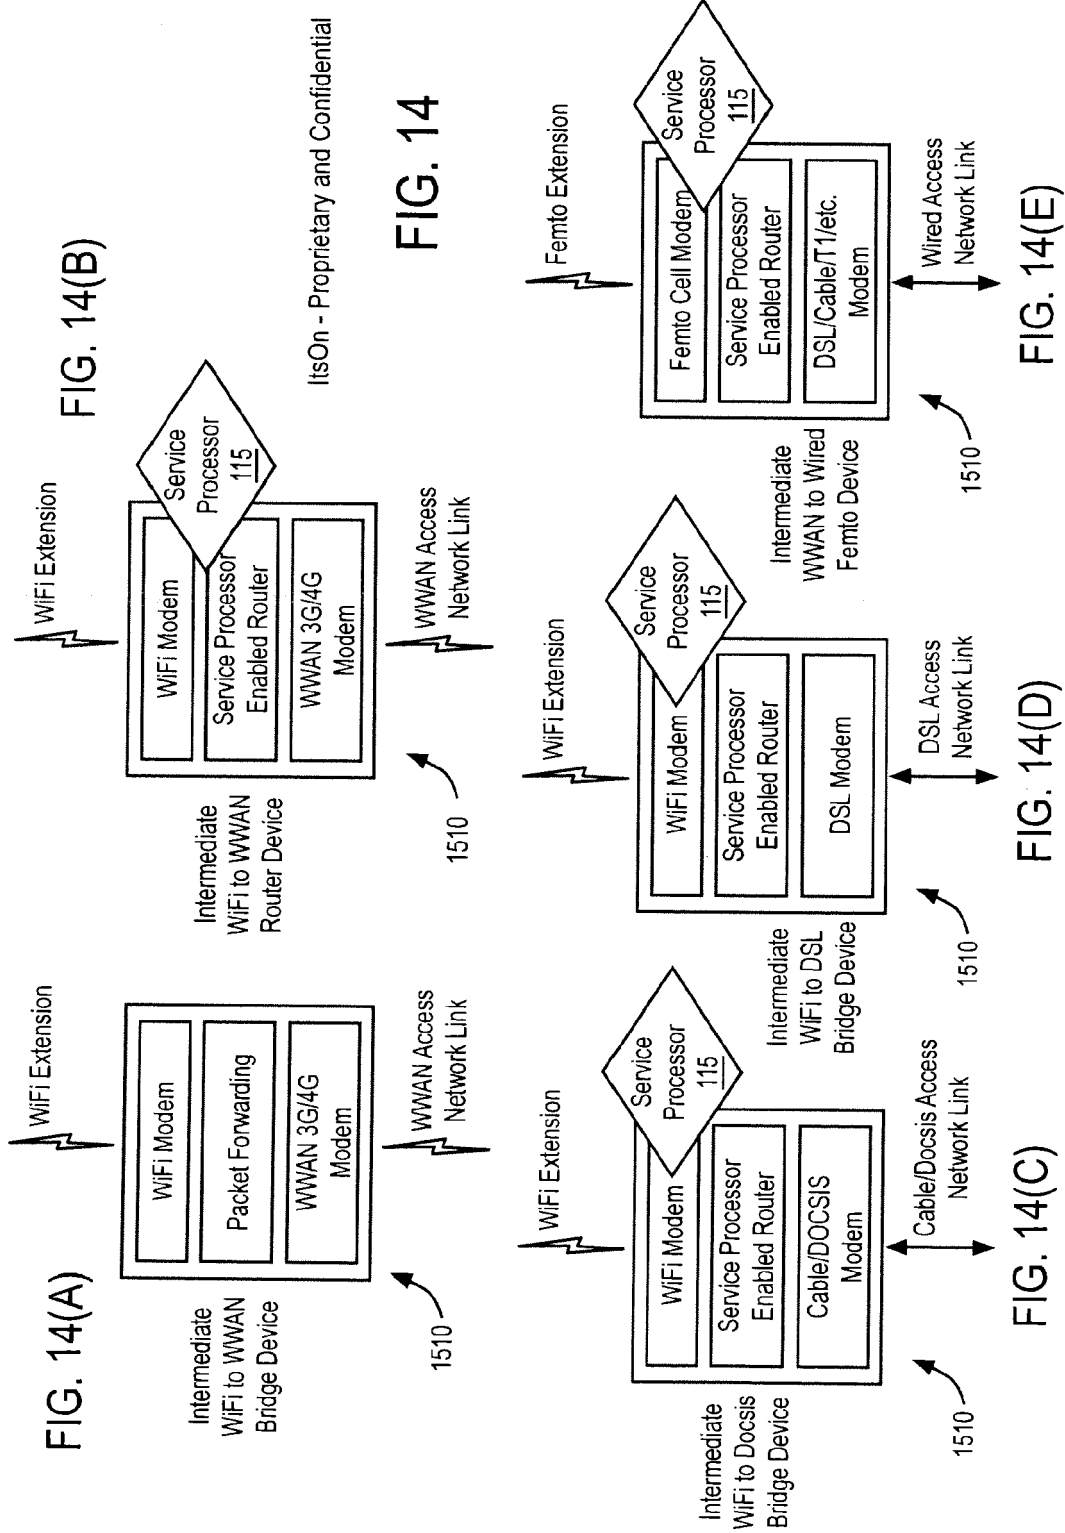 FIG. 14(A)
WiFi Extension
WiFi Modem
Packet Forwarding
WWAN 3G/4G
Modem
Intermediate
WiFi to WWAN
Bridge Device
1510
WWAN Access
Network Link
FIG. 14(B)
WiFi Extension
WiFi Modem
Service Processor
Enabled Router
WWAN 3G/4G
Modem
Service
Processor
115
Intermediate
WiFi to WWAN
Router Device
1510
WWAN Access
Network Link
ItsOn - Proprietary and Confidential
FIG. 14
WiFi Extension
WiFi Modem
Service Processor
Enabled Router
Cable/DOCSIS
Modem
Service
Processor
115
Intermediate
WiFi to Docsis
Bridge Device
1510
Cable/Docsis Access
Network Link
FIG. 14(C)
WiFi Extension
WiFi Modem
Service Processor
Enabled Router
DSL Modem
Service
Processor
115
Intermediate
WiFi to DSL
Bridge Device
1510
DSL Access
Network Link
FIG. 14(D)
Femto Extension
Femto Cell Modem
Service Processor
Enabled Router
DSL/Cable/T1/etc.
Modem
Service
Processor
115
Intermediate
WWAN to Wired
Femto Device
1510
Wired Access
Network Link
FIG. 14(E)